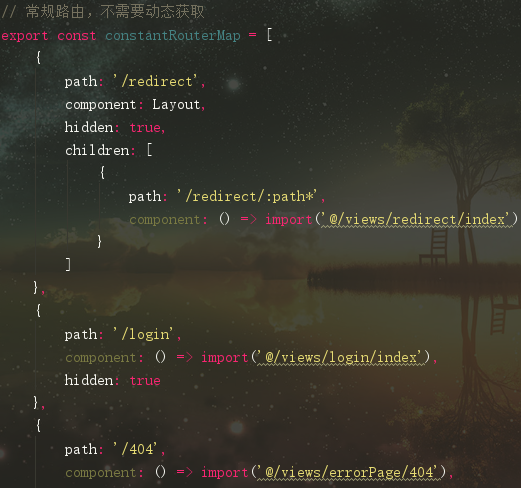 // 常规路由，不需要动态获取
export const constantRouterMap = [
    {
        path: '/redirect',
        component: Layout,
        hidden: true,
        children: [
            {
                path: '/redirect/:path*',
                component: () => import('@/views/redirect/index')
            }
        ]
    },
    {
        path: '/login',
        component: () => import('@/views/login/index'),
        hidden: true
    },
    {
        path: '/404',
        component: () => import('@/views/errorPage/404'),